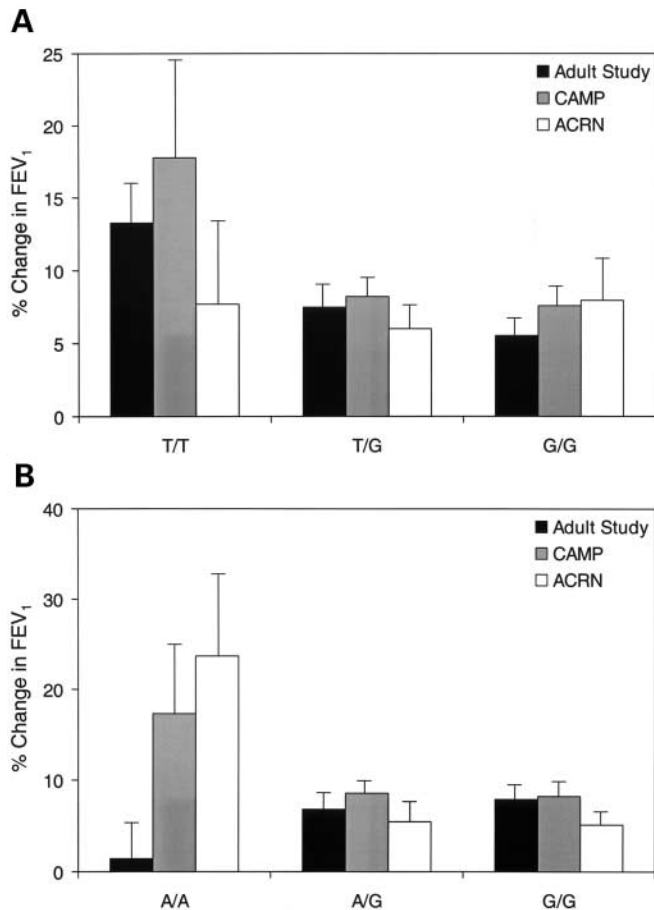 A
% Change in FEV1
25
20
15
10
5
0
Adult Study
CAMP
ACRN
T/T
T/G
G/G
B
% Change in FEV1
40
30
20
10
0
Adult Study
CAMP
ACRN
A/A
A/G
G/G